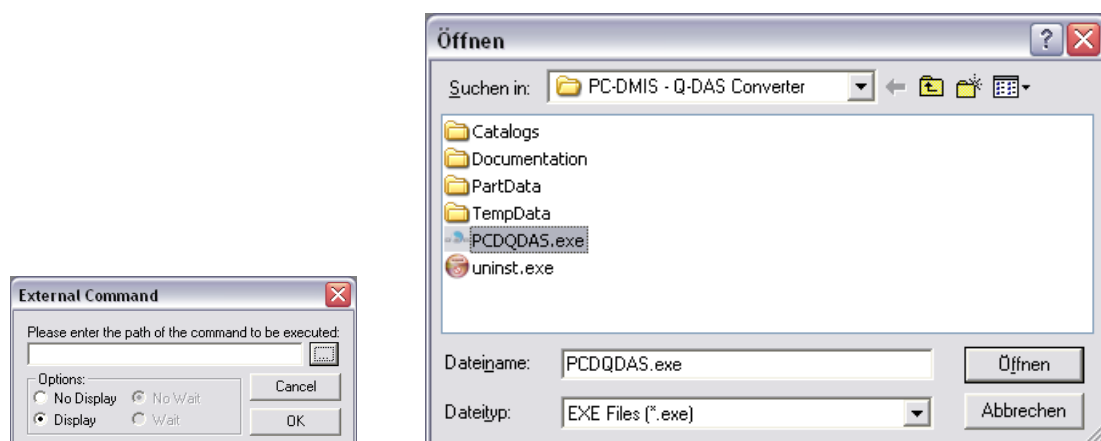 External Command
Please enter the path of the command to be executed:
...
Options:
No Display No Wait
Display Wait
Cancel
OK
Öffnen
Suchen in: PC-DMIS - Q-DAS Converter
Catalogs
Documentation
PartData
TempData
PCDQDAS.exe
uninst.exe
Dateiname: PCDQDAS.exe
Öffnen
Dateityp: EXE Files (*.exe)
Abbrechen